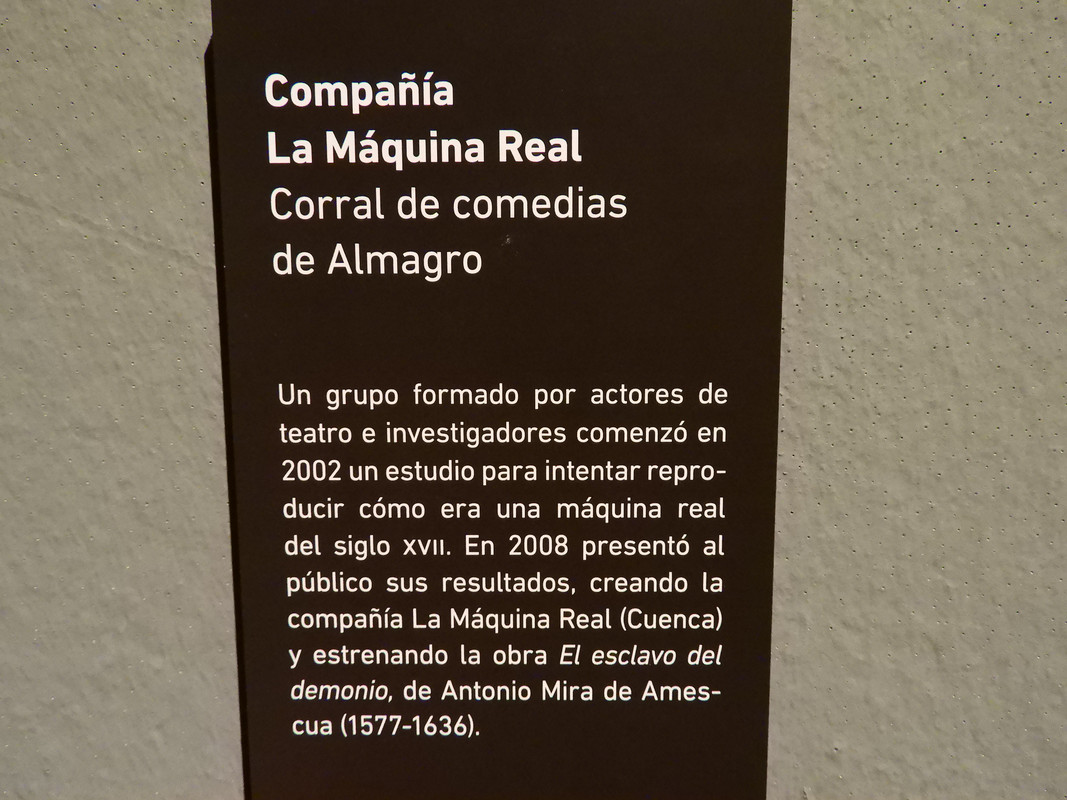 Compañía
La Máquina Real
Corral de comedias
de Almagro
Un grupo formado por actores de
teatro e investigadores comenzó en
2002 un estudio para intentar repro-
ducir cómo era una máquina real
del siglo XVII. En 2008 presentó al
público sus resultados, creando la
compañía La Máquina Real (Cuenca)
y estrenando la obra El esclavo del
demonio, de Antonio Mira de Ames-
cua (1577-1636).